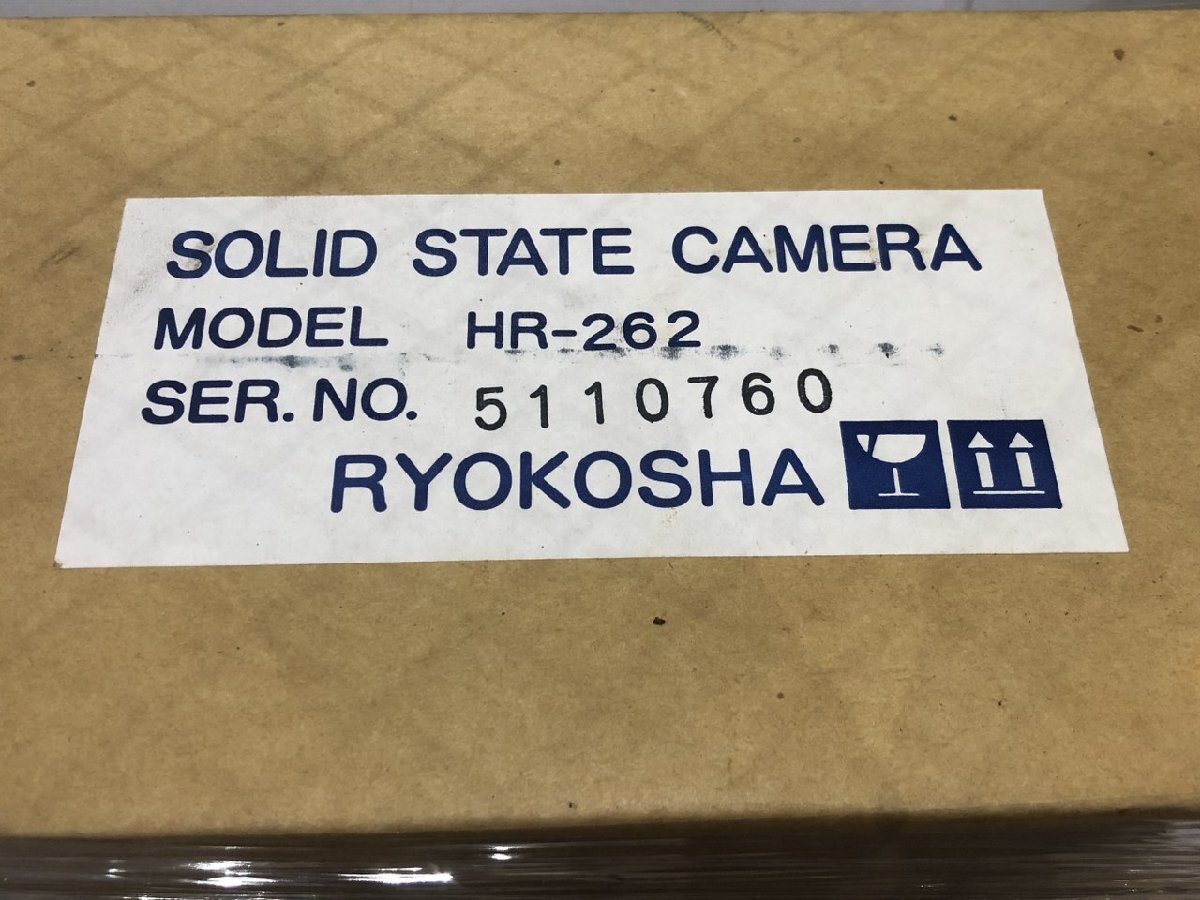 SOLID STATE CAMERA
MODEL HR-262
SER. NO. 5110760
RYOKOSHA